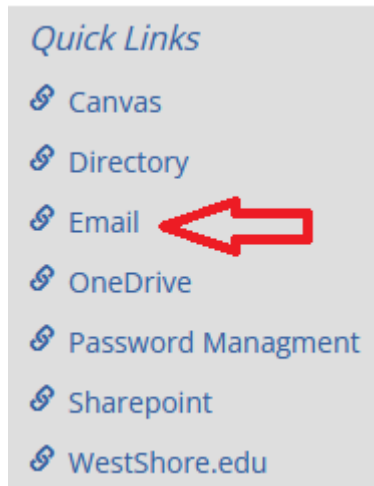 Quick Links
Canvas
Directory
Email
OneDrive
Password Managment
Sharepoint
WestShore.edu